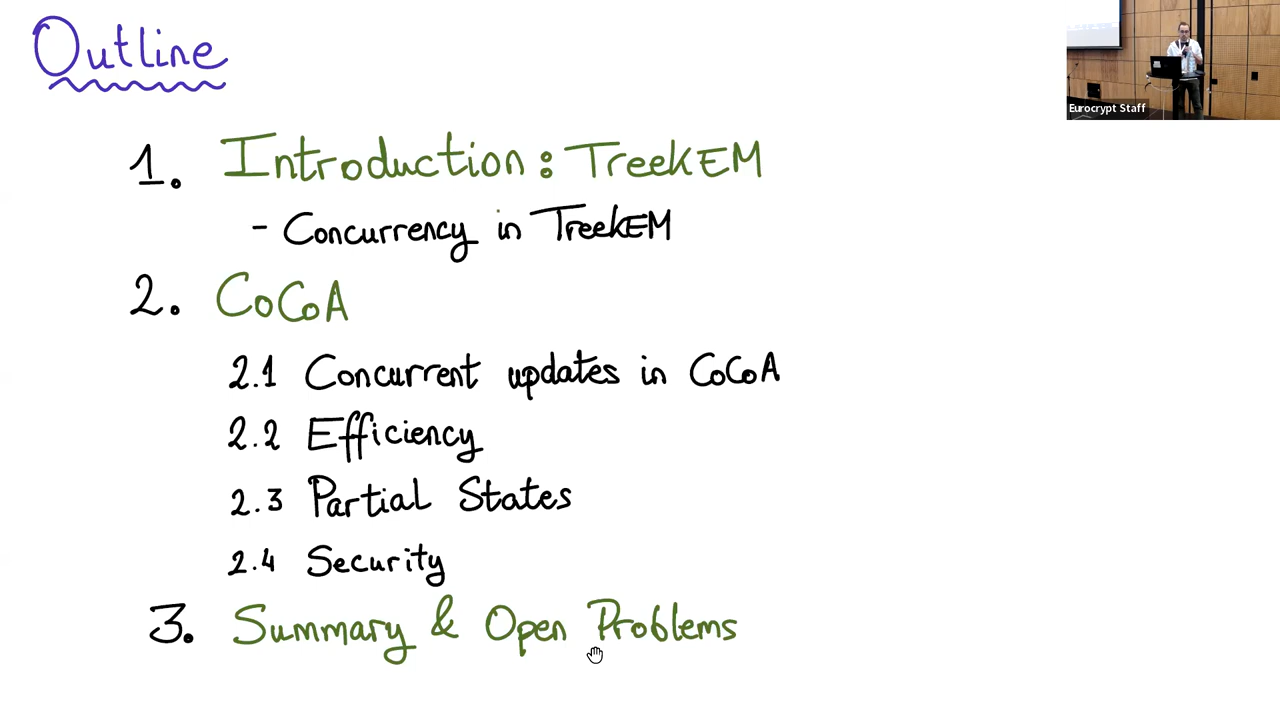 Outline
Eurocrypt Staff
1. Introduction: TreeKEM
- Concurrency in TreeKEM
2. CoCoA
2.1 Concurrent updates in CoCoA
2.2 Efficiency
2.3 Partial States
2.4 Security
3. Summary & Open Problems